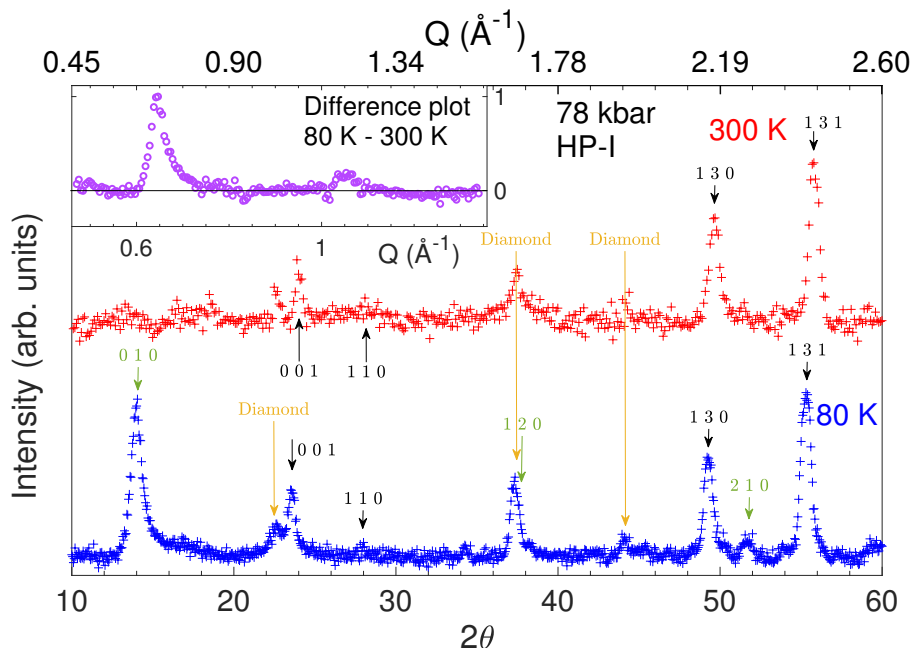 Q (Å⁻¹)
0.45 0.90 1.34 1.78 2.19 2.60
Difference plot
80 K - 300 K
1
0
0.6 1
Q (Å⁻¹)
78 kbar
HP-I
300 K
1 3 1
1 3 0
Diamond
Diamond
0 0 1
1 1 0
0 1 0
Diamond
0 0 1
1 1 0
1 2 0
1 3 0
2 1 0
1 3 1
80 K
Intensity (arb. units)
10 20 30 40 50 60
2θ